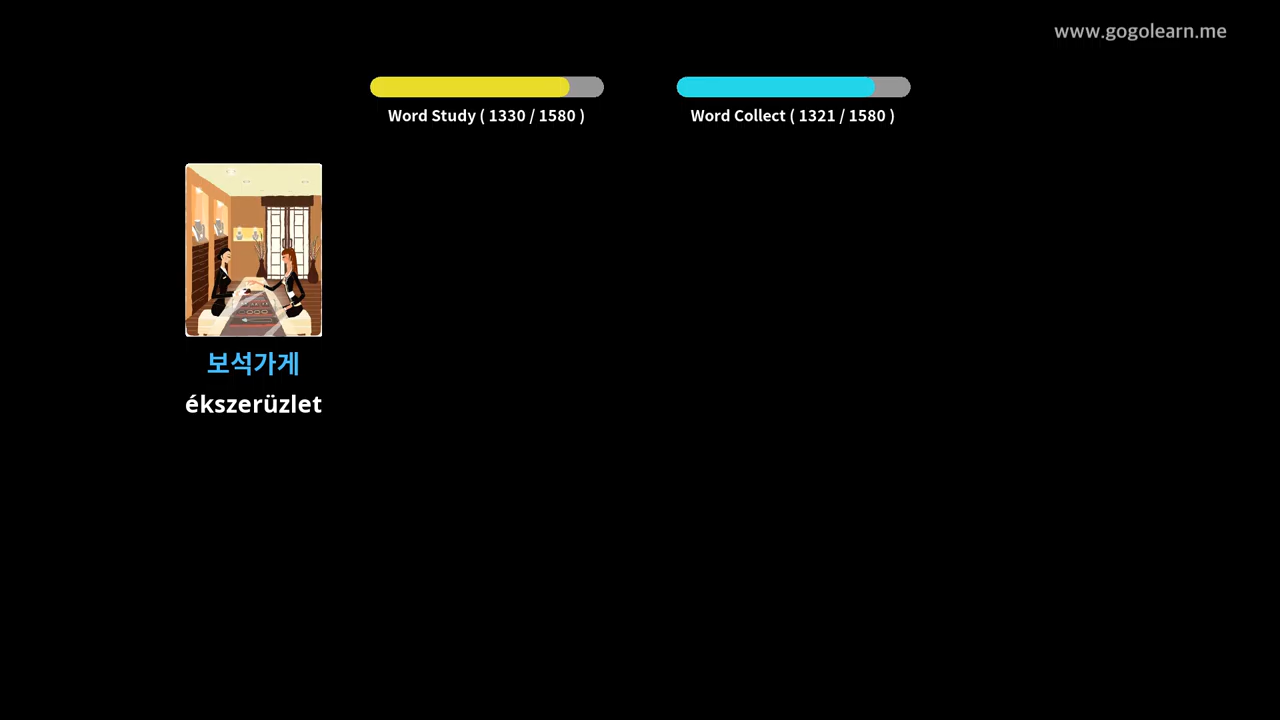 www.gogolearn.me
Word Study ( 1330 / 1580 )
Word Collect ( 1321 / 1580 )
보석가게
ékszerüzlet